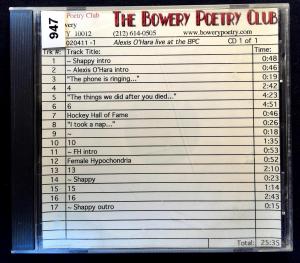 947
Poetry Club
THE BOWERY POETRY CLUB
very
Y 10012 (212) 614-0505 www.bowerypoetry.com
020411 -1 Alexis O'Hara live at the BPC CD 1 of 1
Trk #: Track Title: Time:
1 ~ Shappy intro 0:48
2 ~ Alexis O'Hara intro 0:46
3 "The phone is ringing..." 0:46
4 4 2:42
5 "The things we did after you died..." 4:23
6 6 4:51
7 Hockey Hall of Fame 0:46
8 "I took a nap..." 0:26
9 ~ 0:18
10 10 1:35
11 ~ FH intro 0:53
12 Female Hypochondria 0:52
13 13 2:10
14 ~ Shappy 0:23
15 15 1:14
16 16 2:43
17 ~ Shappy outro 0:15
Total: 25:35